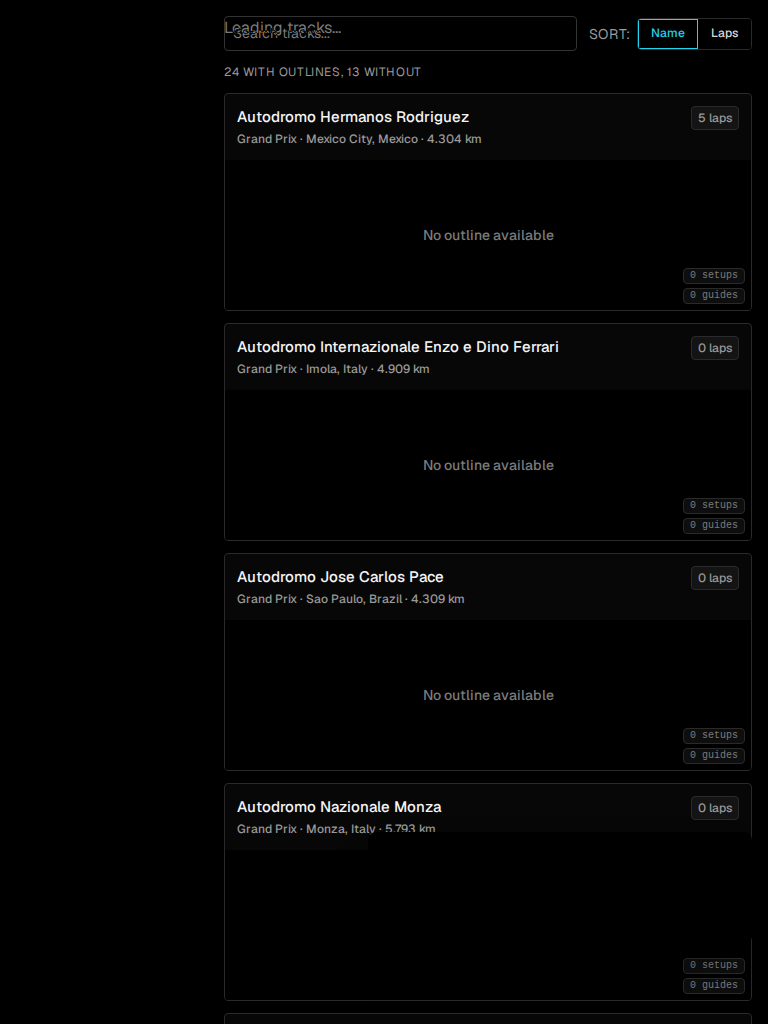 Loading tracks...
Search tracks...
SORT: Name Laps
24 WITH OUTLINES, 13 WITHOUT
Autodromo Hermanos Rodriguez
5 laps
Grand Prix · Mexico City, Mexico · 4.304 km
No outline available
0 setups
0 guides
Autodromo Internazionale Enzo e Dino Ferrari
0 laps
Grand Prix · Imola, Italy · 4.909 km
No outline available
0 setups
0 guides
Autodromo Jose Carlos Pace
0 laps
Grand Prix · Sao Paulo, Brazil · 4.309 km
No outline available
0 setups
0 guides
Autodromo Nazionale Monza
0 laps
Grand Prix · Monza, Italy · 5.793 km
0 setups
0 guides